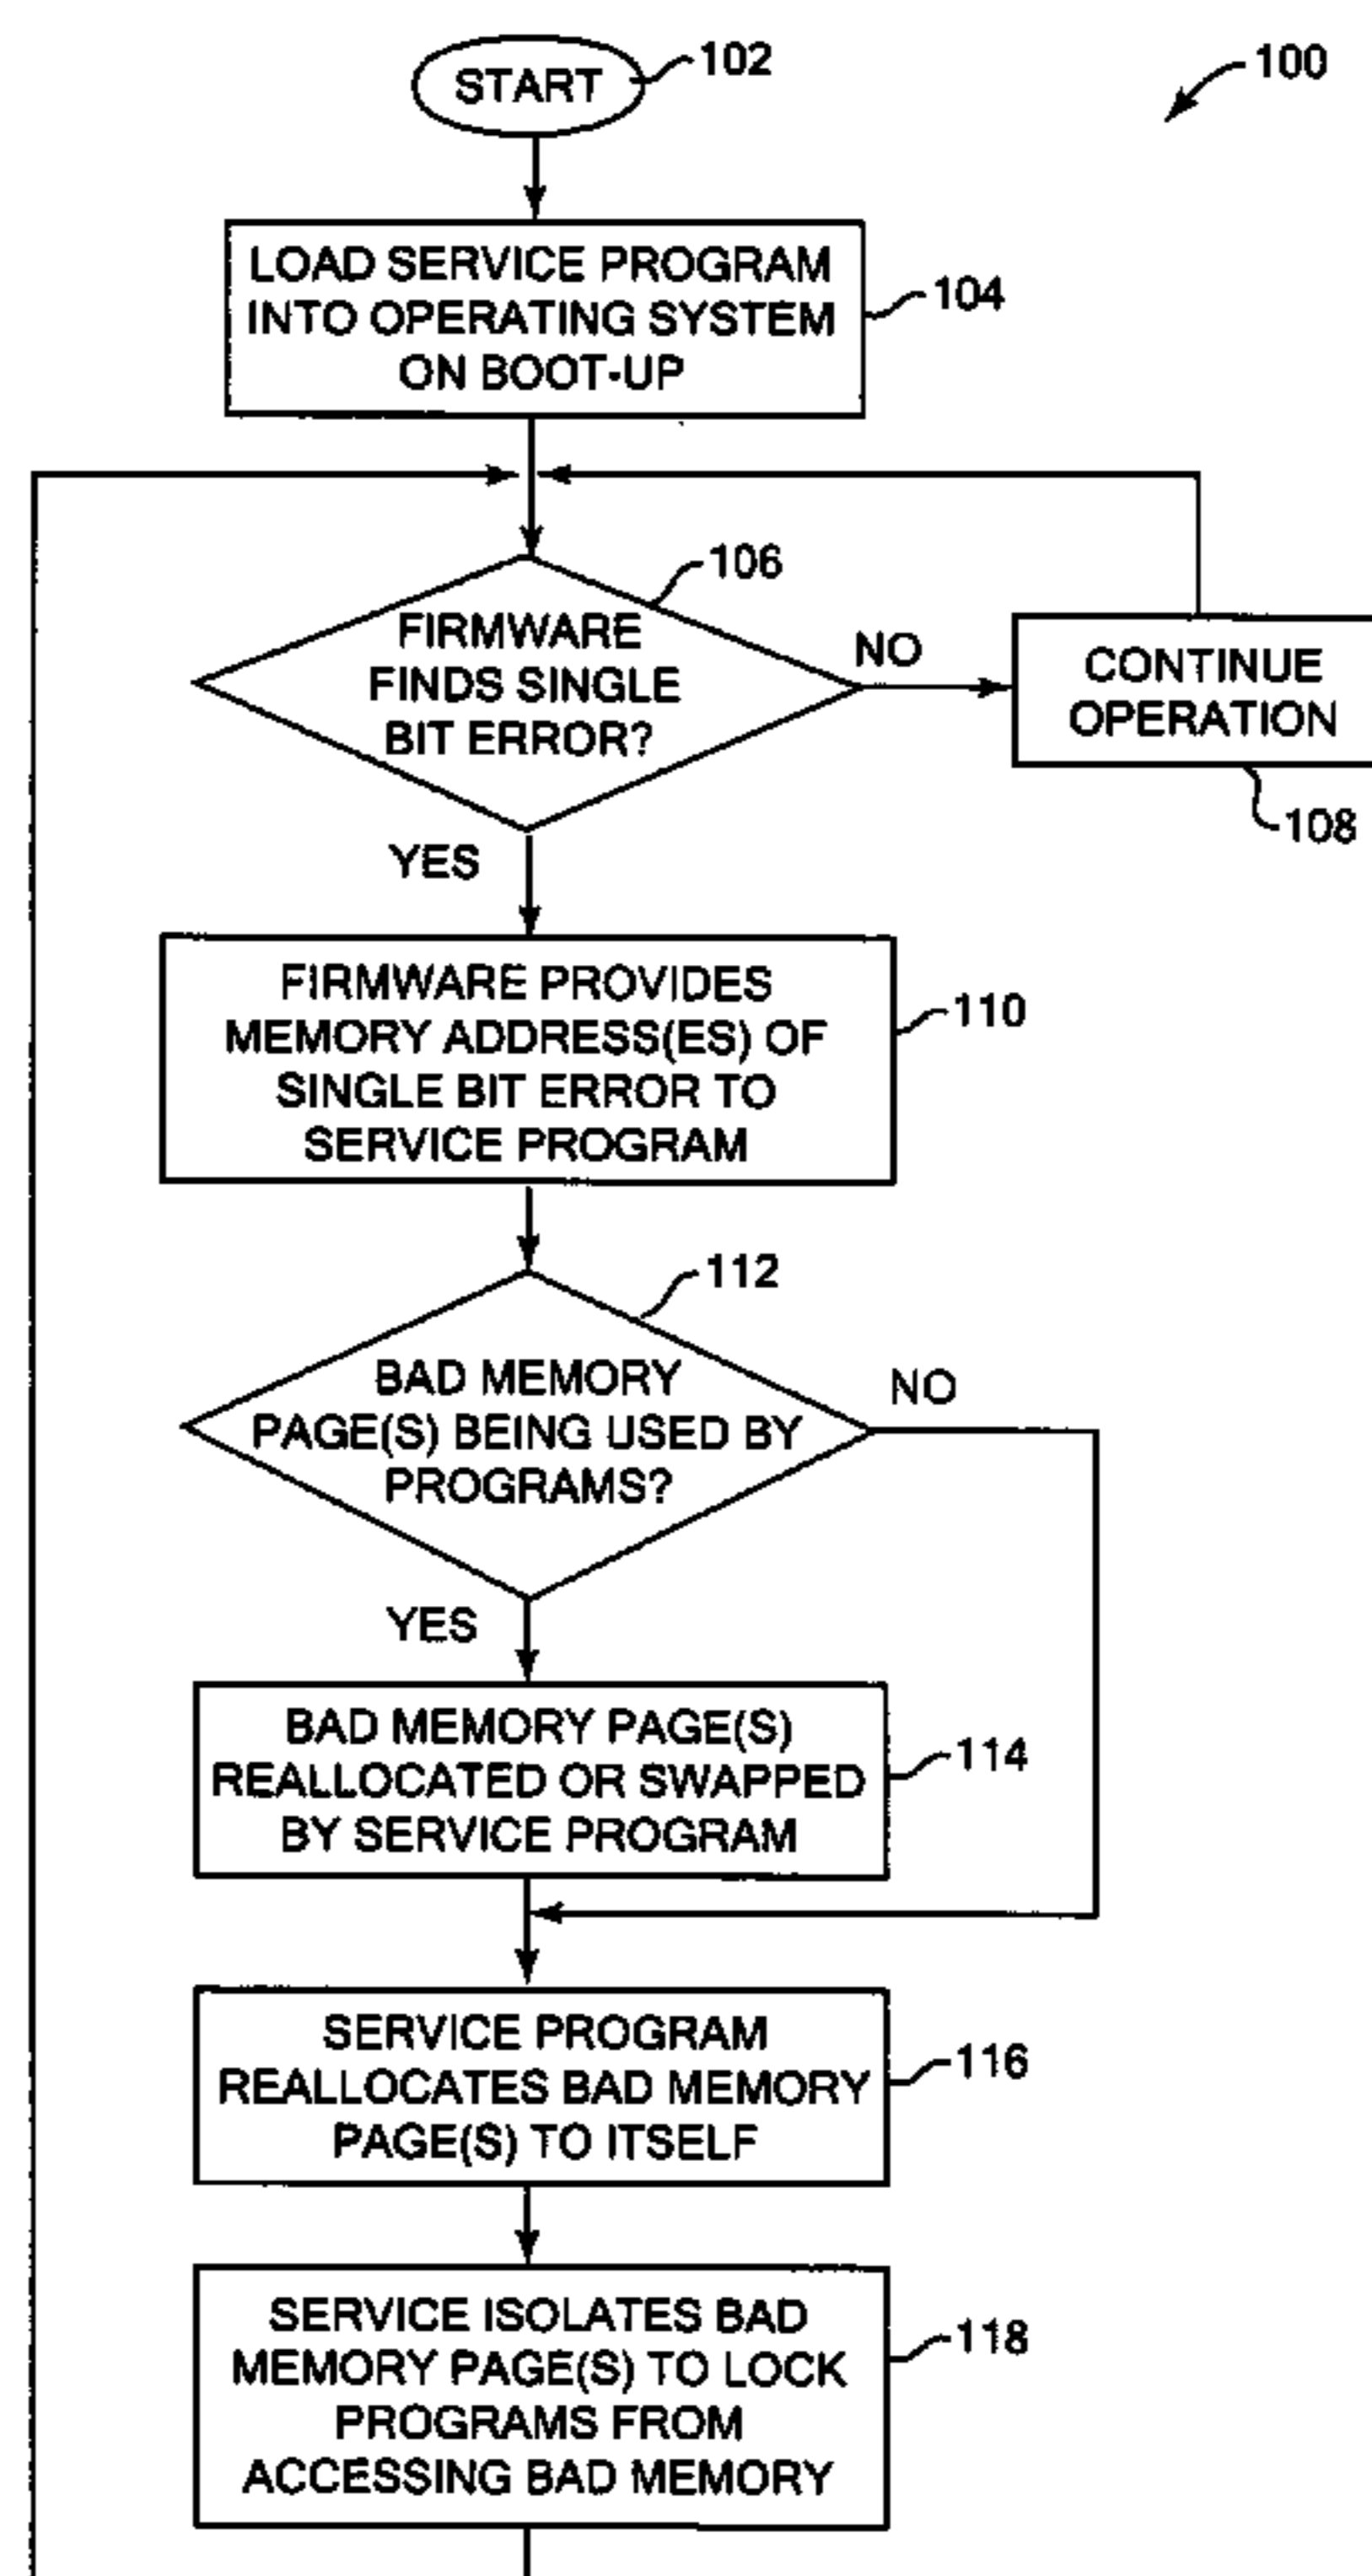 START
102
100
LOAD SERVICE PROGRAM
INTO OPERATING SYSTEM
ON BOOT-UP
104
106
FIRMWARE
FINDS SINGLE
BIT ERROR?
NO
CONTINUE
OPERATION
108
YES
FIRMWARE PROVIDES
MEMORY ADDRESS(ES) OF
SINGLE BIT ERROR TO
SERVICE PROGRAM
110
112
BAD MEMORY
PAGE(S) BEING USED BY
PROGRAMS?
NO
YES
BAD MEMORY PAGE(S)
REALLOCATED OR SWAPPED
BY SERVICE PROGRAM
114
SERVICE PROGRAM
REALLOCATES BAD MEMORY
PAGE(S) TO ITSELF
116
SERVICE ISOLATES BAD
MEMORY PAGE(S) TO LOCK
PROGRAMS FROM
ACCESSING BAD MEMORY
118